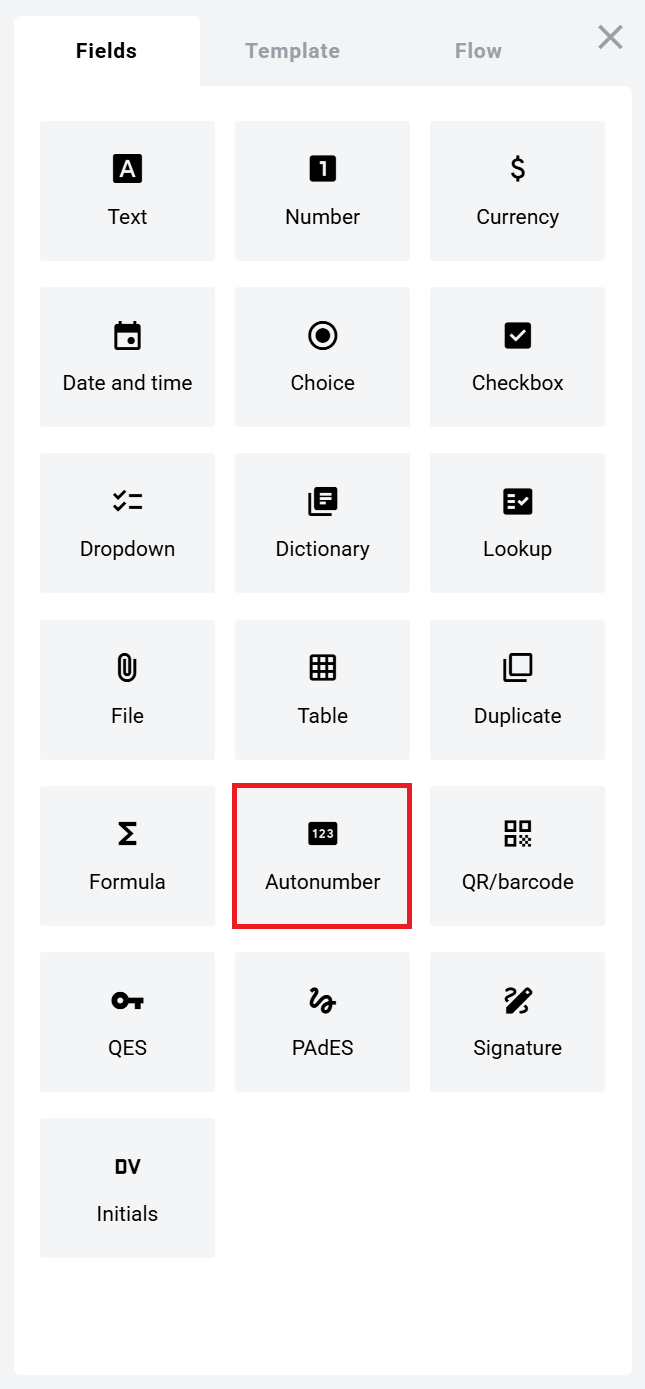 Fields
Template
Flow
A
Text
1
Number
$
Currency
Date and time
Choice
Checkbox
Dropdown
Dictionary
Lookup
File
Table
Duplicate
Σ
Formula
123
Autonumber
QR/barcode
QES
PAdES
Signature
DV
Initials